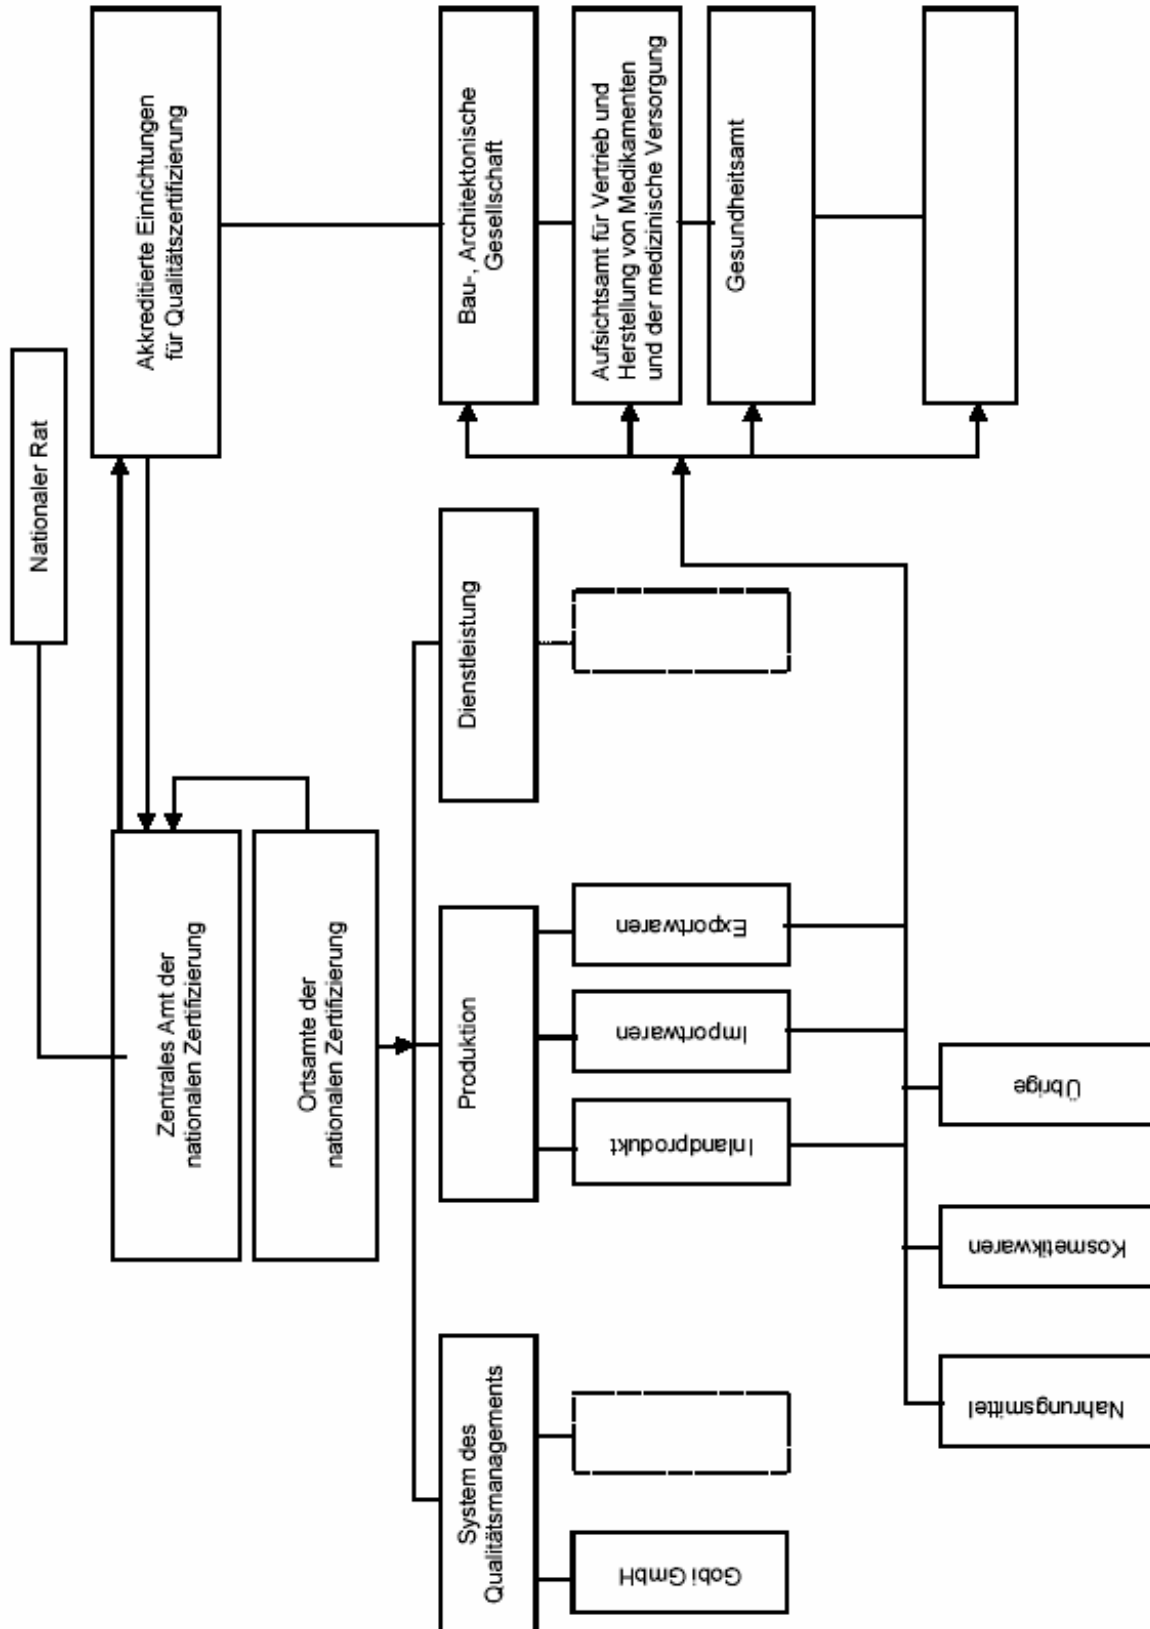 Nationaler Rat
Akkreditierte Einrichtungen
für Qualitätszertifizierung
Zentrales Amt der
nationalen Zertifizierung
Ortsamte der
nationalen Zertifizierung
System des
Qualitätsmanagements
Produktion
Dienstleistung
Bau-, Architektonische
Gesellschaft
Aufsichtsamt für Vertrieb und
Herstellung von Medikamenten
und der medizinische Versorgung
Gesundheitsamt
Gobi GmbH
Inlandprodukt
Importwaren
Exportwaren
Nahrungsmittel
Kosmetikwaren
Übrige